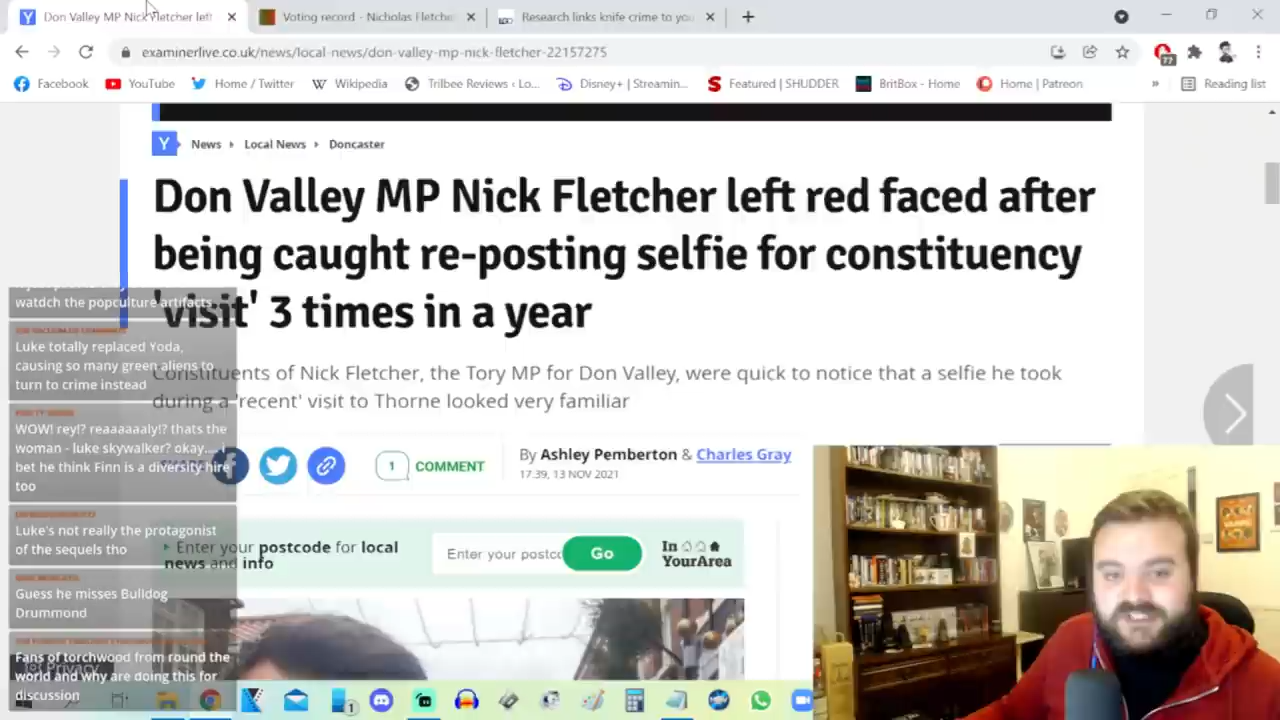 Don Valley MP Nick Fletcher left
Voting record - Nicholas Fletche
Research links knife crime to you
examinerlive.co.uk/news/local-news/don-valley-mp-nick-fletcher-22157275
77
Facebook
YouTube
Home / Twitter
Wikipedia
Trilbee Reviews - Lo...
Disney+ | Streamin...
Featured | SHUDDER
BritBox - Home
Home | Patreon
»
Reading list
Y News Local News Doncaster
Don Valley MP Nick Fletcher left red faced after
being caught re-posting selfie for constituency
'visit' 3 times in a year
Constituents of Nick Fletcher, the Tory MP for Don Valley, were quick to notice that a selfie he took
during a 'recent' visit to Thorne looked very familiar
1 COMMENT
By Ashley Pemberton & Charles Gray
17:39, 13 NOV 2021
Enter your postcode for local
news and info
Enter your postco
Go
In
YourArea
watdch the popculture artifacts
Luke totally replaced Yoda,
causing so many green aliens to
turn to crime instead
WOW! rey!? reaaaaaaly!? thats the
woman - luke skywalker? okay.... i
bet he think Finn is a diversity hire
too
Luke's not really the protagonist
of the sequels tho
Guess he misses Bulldog
Drummond
Fans of torchwood from round the
world and why are doing this for
discussion
Privacy